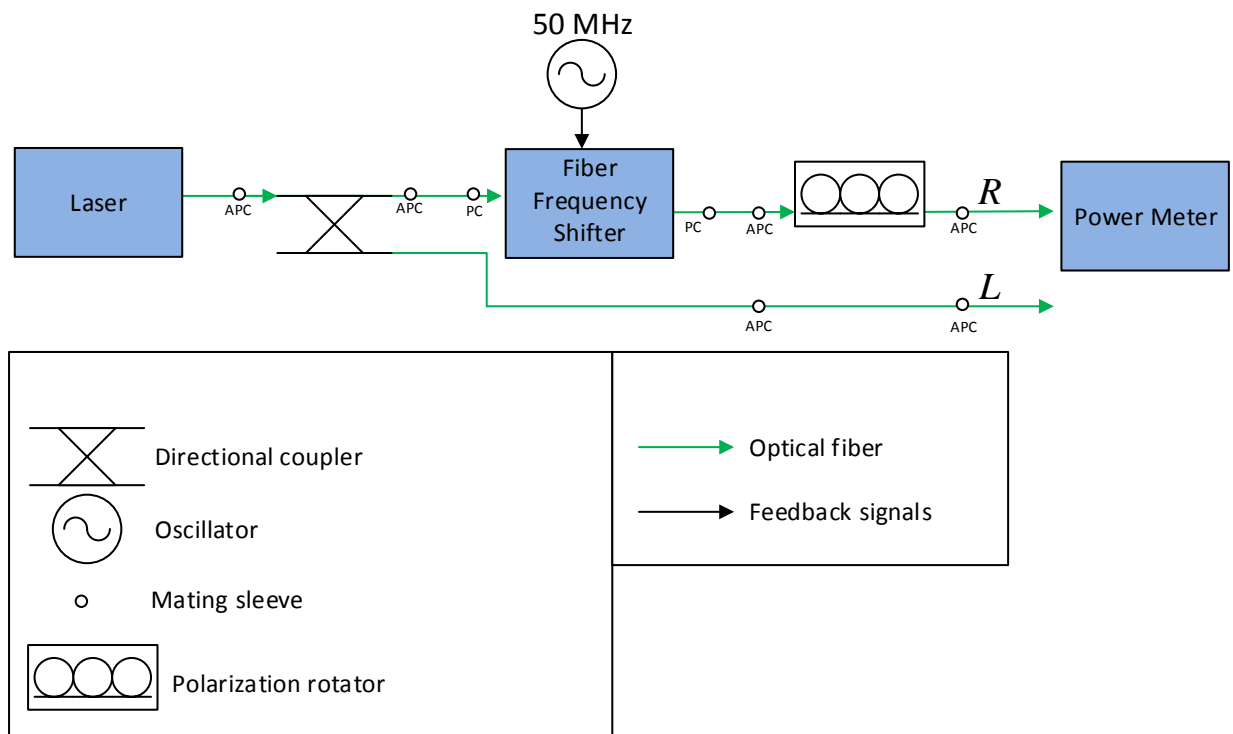 50 MHz
Laser
APC
APC
PC
Fiber
Frequency
Shifter
PC
APC
R
APC
Power Meter
APC
L
APC
Directional coupler
Oscillator
Mating sleeve
Polarization rotator
Optical fiber
Feedback signals